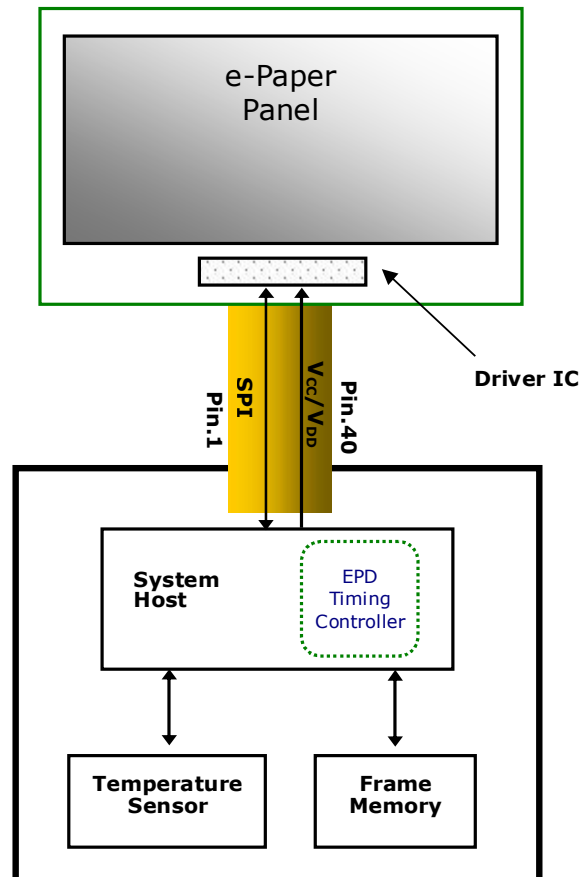 e-Paper
Panel
Driver IC
Pin.1
SPI
VCC/VDD
Pin.40
System
Host
EPD
Timing
Controller
Temperature
Sensor
Frame
Memory